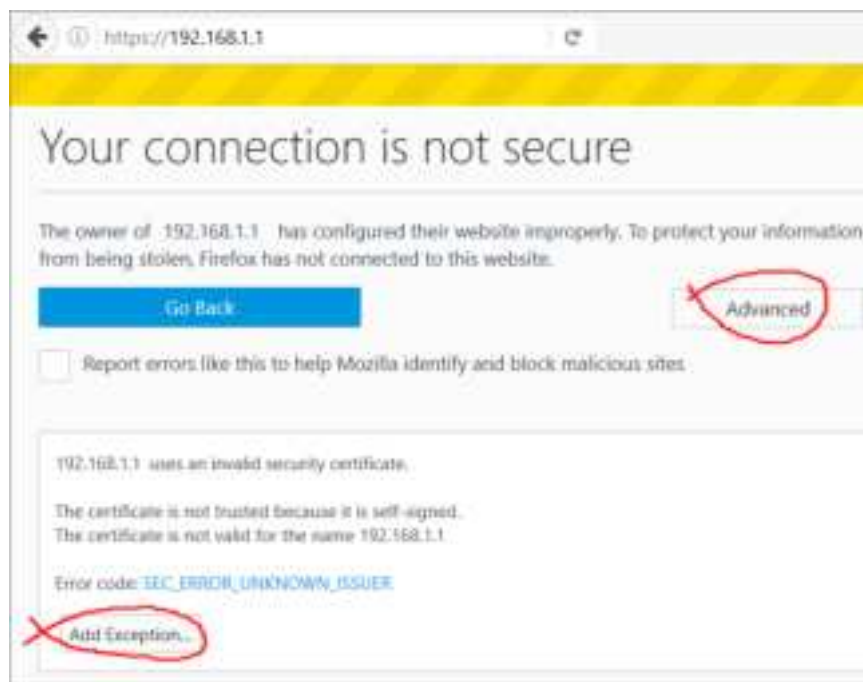 https://192.168.1.1
Your connection is not secure
The owner of 192.168.1.1 has configured their website improperly. To protect your information
from being stolen, Firefox has not connected to this website.
Go Back
Advanced
Report errors like this to help Mozilla identify and block malicious sites
192.168.1.1 uses an invalid security certificate.
The certificate is not trusted because it is self-signed.
The certificate is not valid for the name 192.168.1.1
Error code: SEC_ERROR_UNKNOWN_ISSUER
Add Exception...